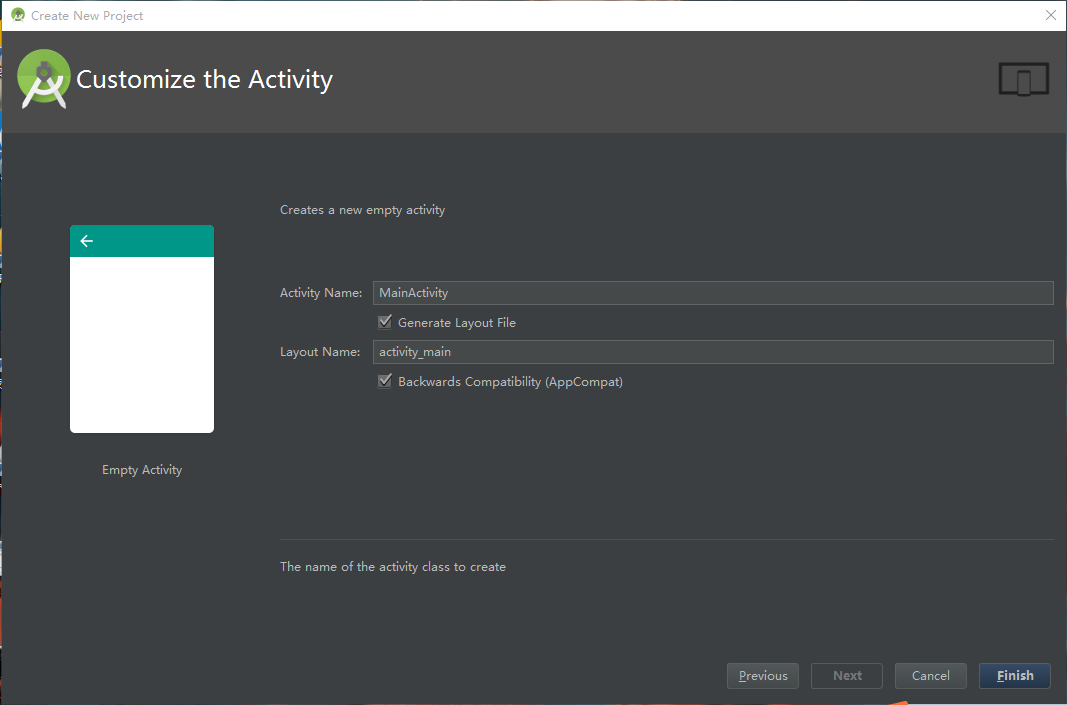 Create New Project
Customize the Activity
Creates a new empty activity
Activity Name: MainActivity
Generate Layout File
Layout Name: activity_main
Backwards Compatibility (AppCompat)
Empty Activity
The name of the activity class to create
Previous Next Cancel Finish